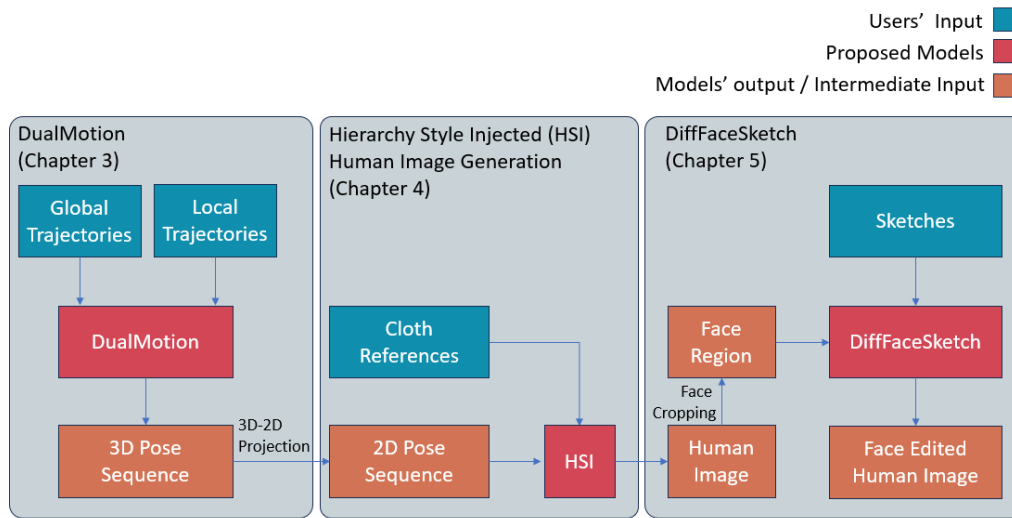 Users' Input
Proposed Models
Models' output / Intermediate Input
DualMotion
(Chapter 3)
Global
Trajectories
Local
Trajectories
DualMotion
3D Pose
Sequence
3D-2D
Projection
Hierarchy Style Injected (HSI)
Human Image Generation
(Chapter 4)
Cloth
References
2D Pose
Sequence
HSI
DiffFaceSketch
(Chapter 5)
Sketches
Face
Region
DiffFaceSketch
Face
Cropping
Human
Image
Face Edited
Human Image